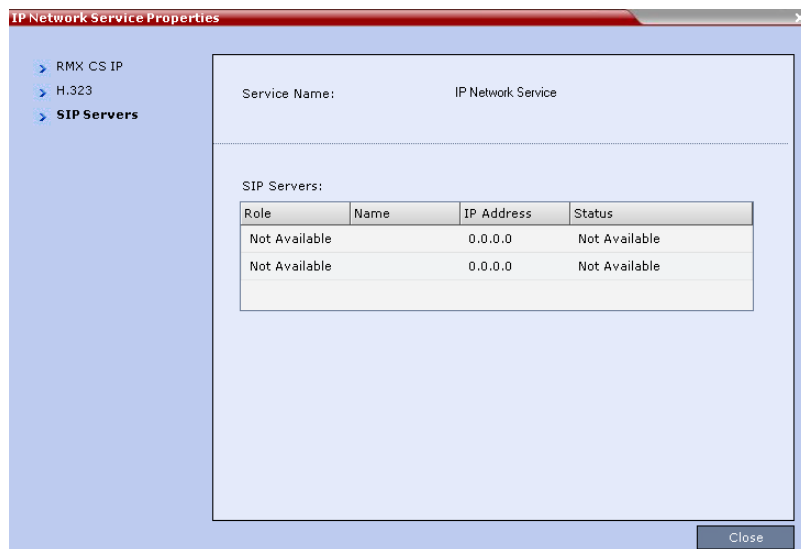 IP Network Service Properties
RMX CS IP
H.323
SIP Servers
Service Name: IP Network Service
SIP Servers:
Role Name IP Address Status
Not Available 0.0.0.0 Not Available
Not Available 0.0.0.0 Not Available
Close